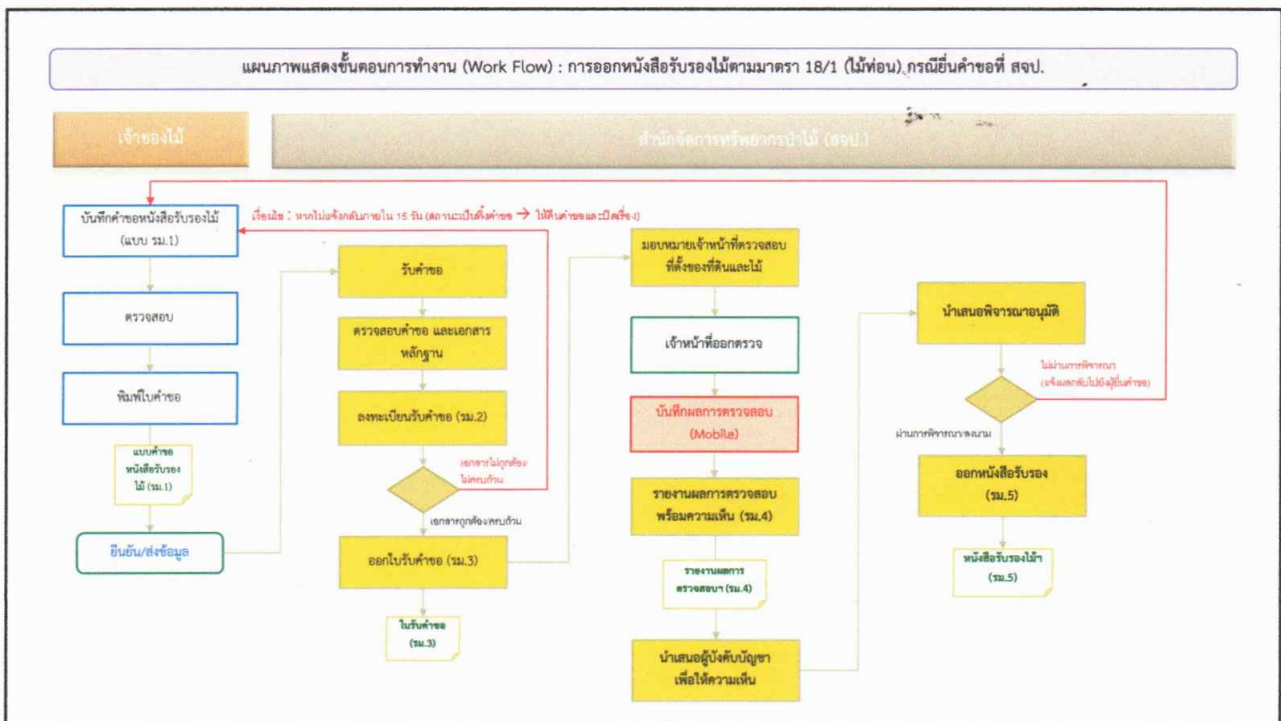 แผนภาพแสดงขั้นตอนการทำงาน (Work Flow) : การออกหนังสือรับรองไม้ตามมาตรา 18/1 (ไม้ท่อน) กรณียื่นคำขอที่ สจป.
เจ้าของไม้
สำนักจัดการทรัพยากรป่าไม้ (สจป.)
บันทึกคำขอหนังสือรับรองไม้
(แบบ รม.1)
ตรวจสอบ
พิมพ์ใบคำขอ
แบบคำขอ
หนังสือรับรอง
ไม้ (รม.1)
ยืนยัน/ส่งข้อมูล
เงื่อนไข : หากไม่แจ้งกลับภายใน 15 วัน (สถานะเป็นทิ้งคำขอ → ให้คืนคำขอและปิดเรื่อง)
รับคำขอ
ตรวจสอบคำขอ และเอกสาร
หลักฐาน
ลงทะเบียนรับคำขอ (รม.2)
เอกสารไม่ถูกต้อง/
ไม่ครบถ้วน
เอกสารถูกต้อง/ครบถ้วน
ออกใบรับคำขอ (รม.3)
ใบรับคำขอ
(รม.3)
มอบหมายเจ้าหน้าที่ตรวจสอบ
ที่ตั้งของที่ดินและไม้
เจ้าหน้าที่ออกตรวจ
บันทึกผลการตรวจสอบ
(Mobile)
รายงานผลการตรวจสอบ
พร้อมความเห็น (รม.4)
รายงานผลการ
ตรวจสอบฯ (รม.4)
นำเสนอผู้บังคับบัญชา
เพื่อให้ความเห็น
นำเสนอพิจารณาอนุมัติ
ไม่ผ่านการพิจารณา
(แจ้งผลกลับไปยังผู้ยื่นคำขอ)
ผ่านการพิจารณา/ลงนาม
ออกหนังสือรับรอง
(รม.5)
หนังสือรับรองไม้ฯ
(รม.5)